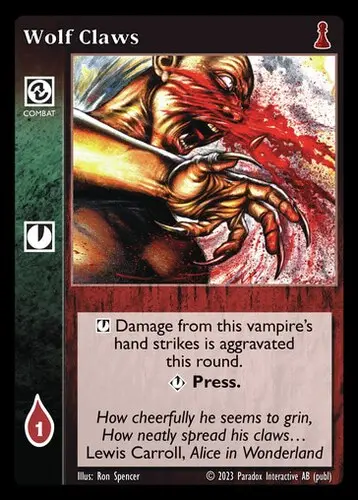 Wolf Claws
COMBAT
Damage from this vampire's
hand strikes is aggravated
this round.
Press.
How cheerfully he seems to grin,
How neatly spread his claws…
Lewis Carroll, Alice in Wonderland
1
Illus: Ron Spencer
© 2023 Paradox Interactive AB (publ)